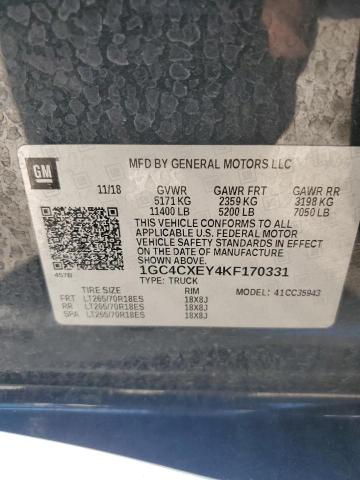 GM
MFD BY GENERAL MOTORS LLC
11/18 GVWR GAWR FRT GAWR RR
5171 KG 2359 KG 3198 KG
11400 LB 5200 LB 7050 LB
THIS VEHICLE CONFORMS TO ALL
APPLICABLE U.S. FEDERAL MOTOR
VEHICLE SAFETY STANDARDS IN
EFFECT ON THE DATE OF
MANUFACTURE SHOWN ABOVE.
1GC4CXEY4KF170331
TYPE: TRUCK
TIRE SIZE RIM MODEL: 41CC35943
FRT LT265/70R18ES 18X8J
RR LT265/70R18ES 18X8J
SPA LT265/70R18ES 18X8J